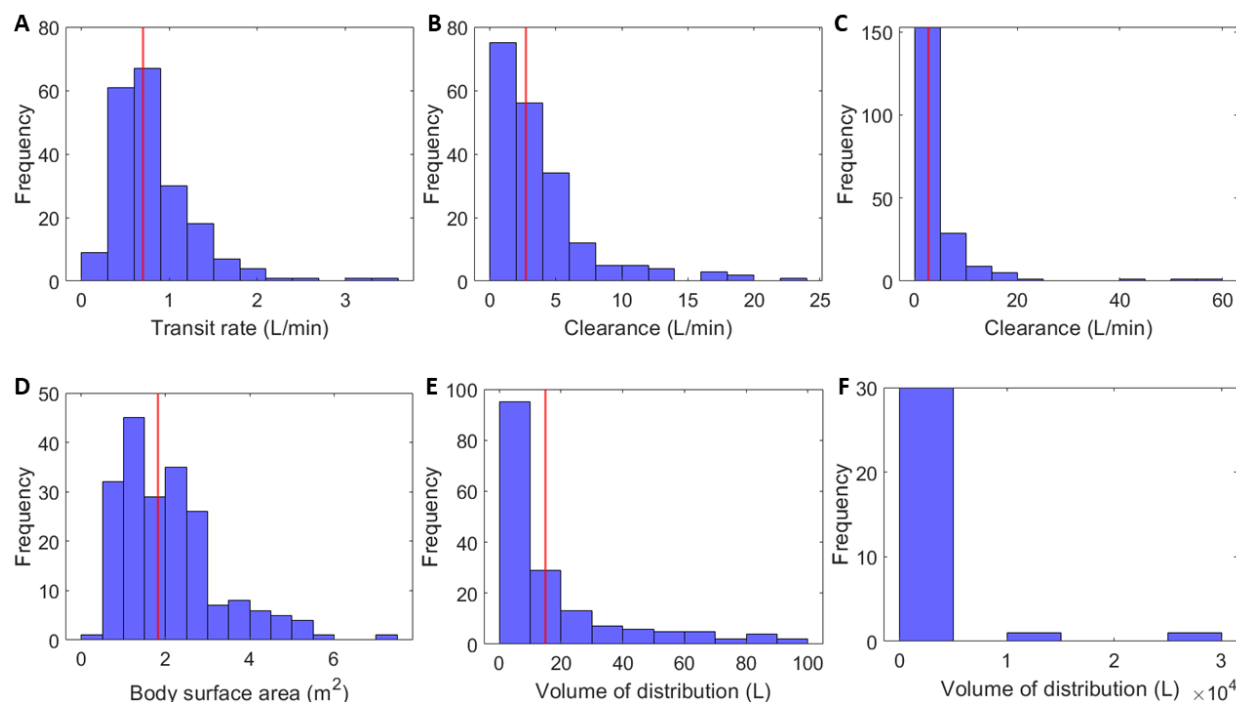 A
80
60
40
20
0
Frequency
0 1 2 3
Transit rate (L/min)
B
80
60
40
20
0
Frequency
0 5 10 15 20 25
Clearance (L/min)
C
150
100
50
0
Frequency
0 20 40 60
Clearance (L/min)
D
50
40
30
20
10
0
Frequency
0 2 4 6
Body surface area (m²)
E
100
80
60
40
20
0
Frequency
0 20 40 60 80 100
Volume of distribution (L)
F
30
20
10
0
Frequency
0 1 2 3
Volume of distribution (L) ×10⁴